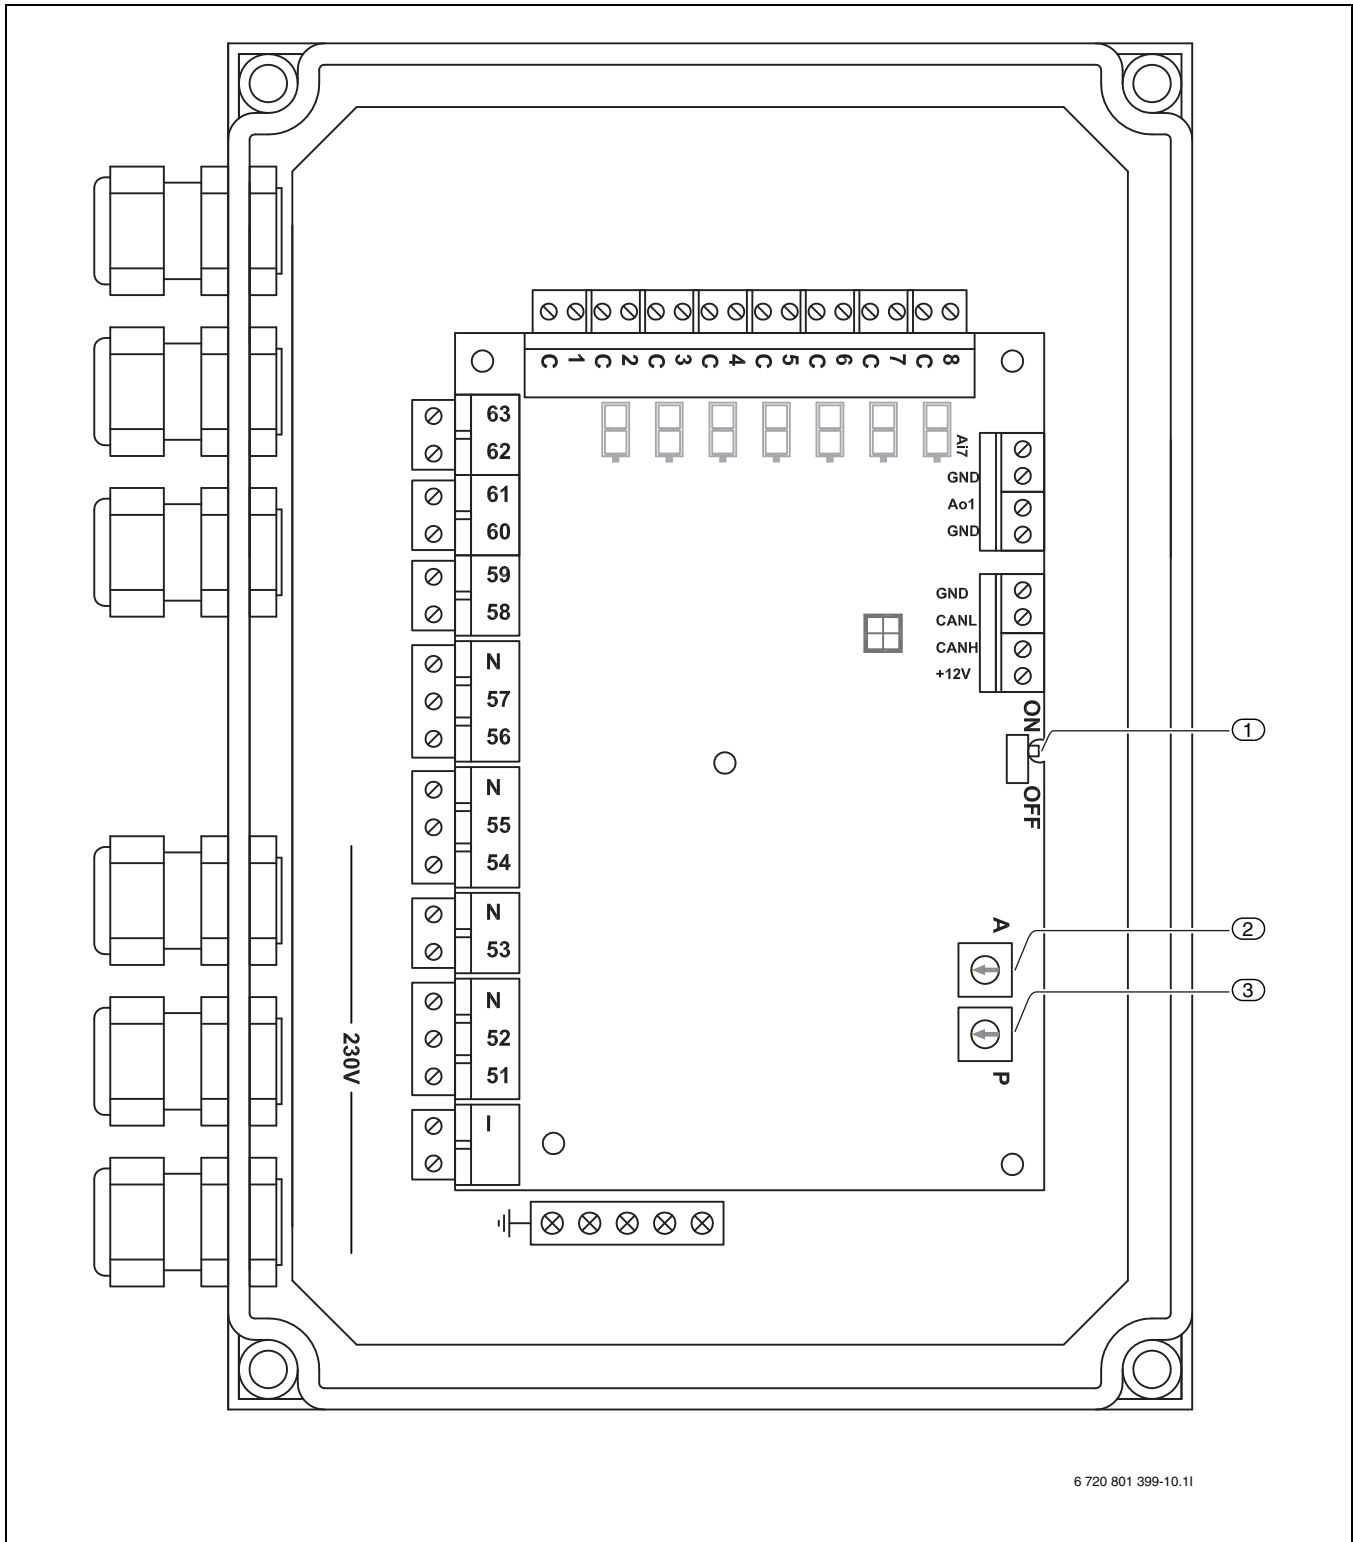 C 1 C 2 C 3 C 4 C 5 C 6 C 7 C 8
63
62
61
60
59
58
N
57
56
N
55
54
N
53
N
52
51
I
230V
Ai7
GND
Ao1
GND
GND
CANL
CANH
+12V
ON
OFF
1
A
2
3
P
6 720 801 399-10.1I